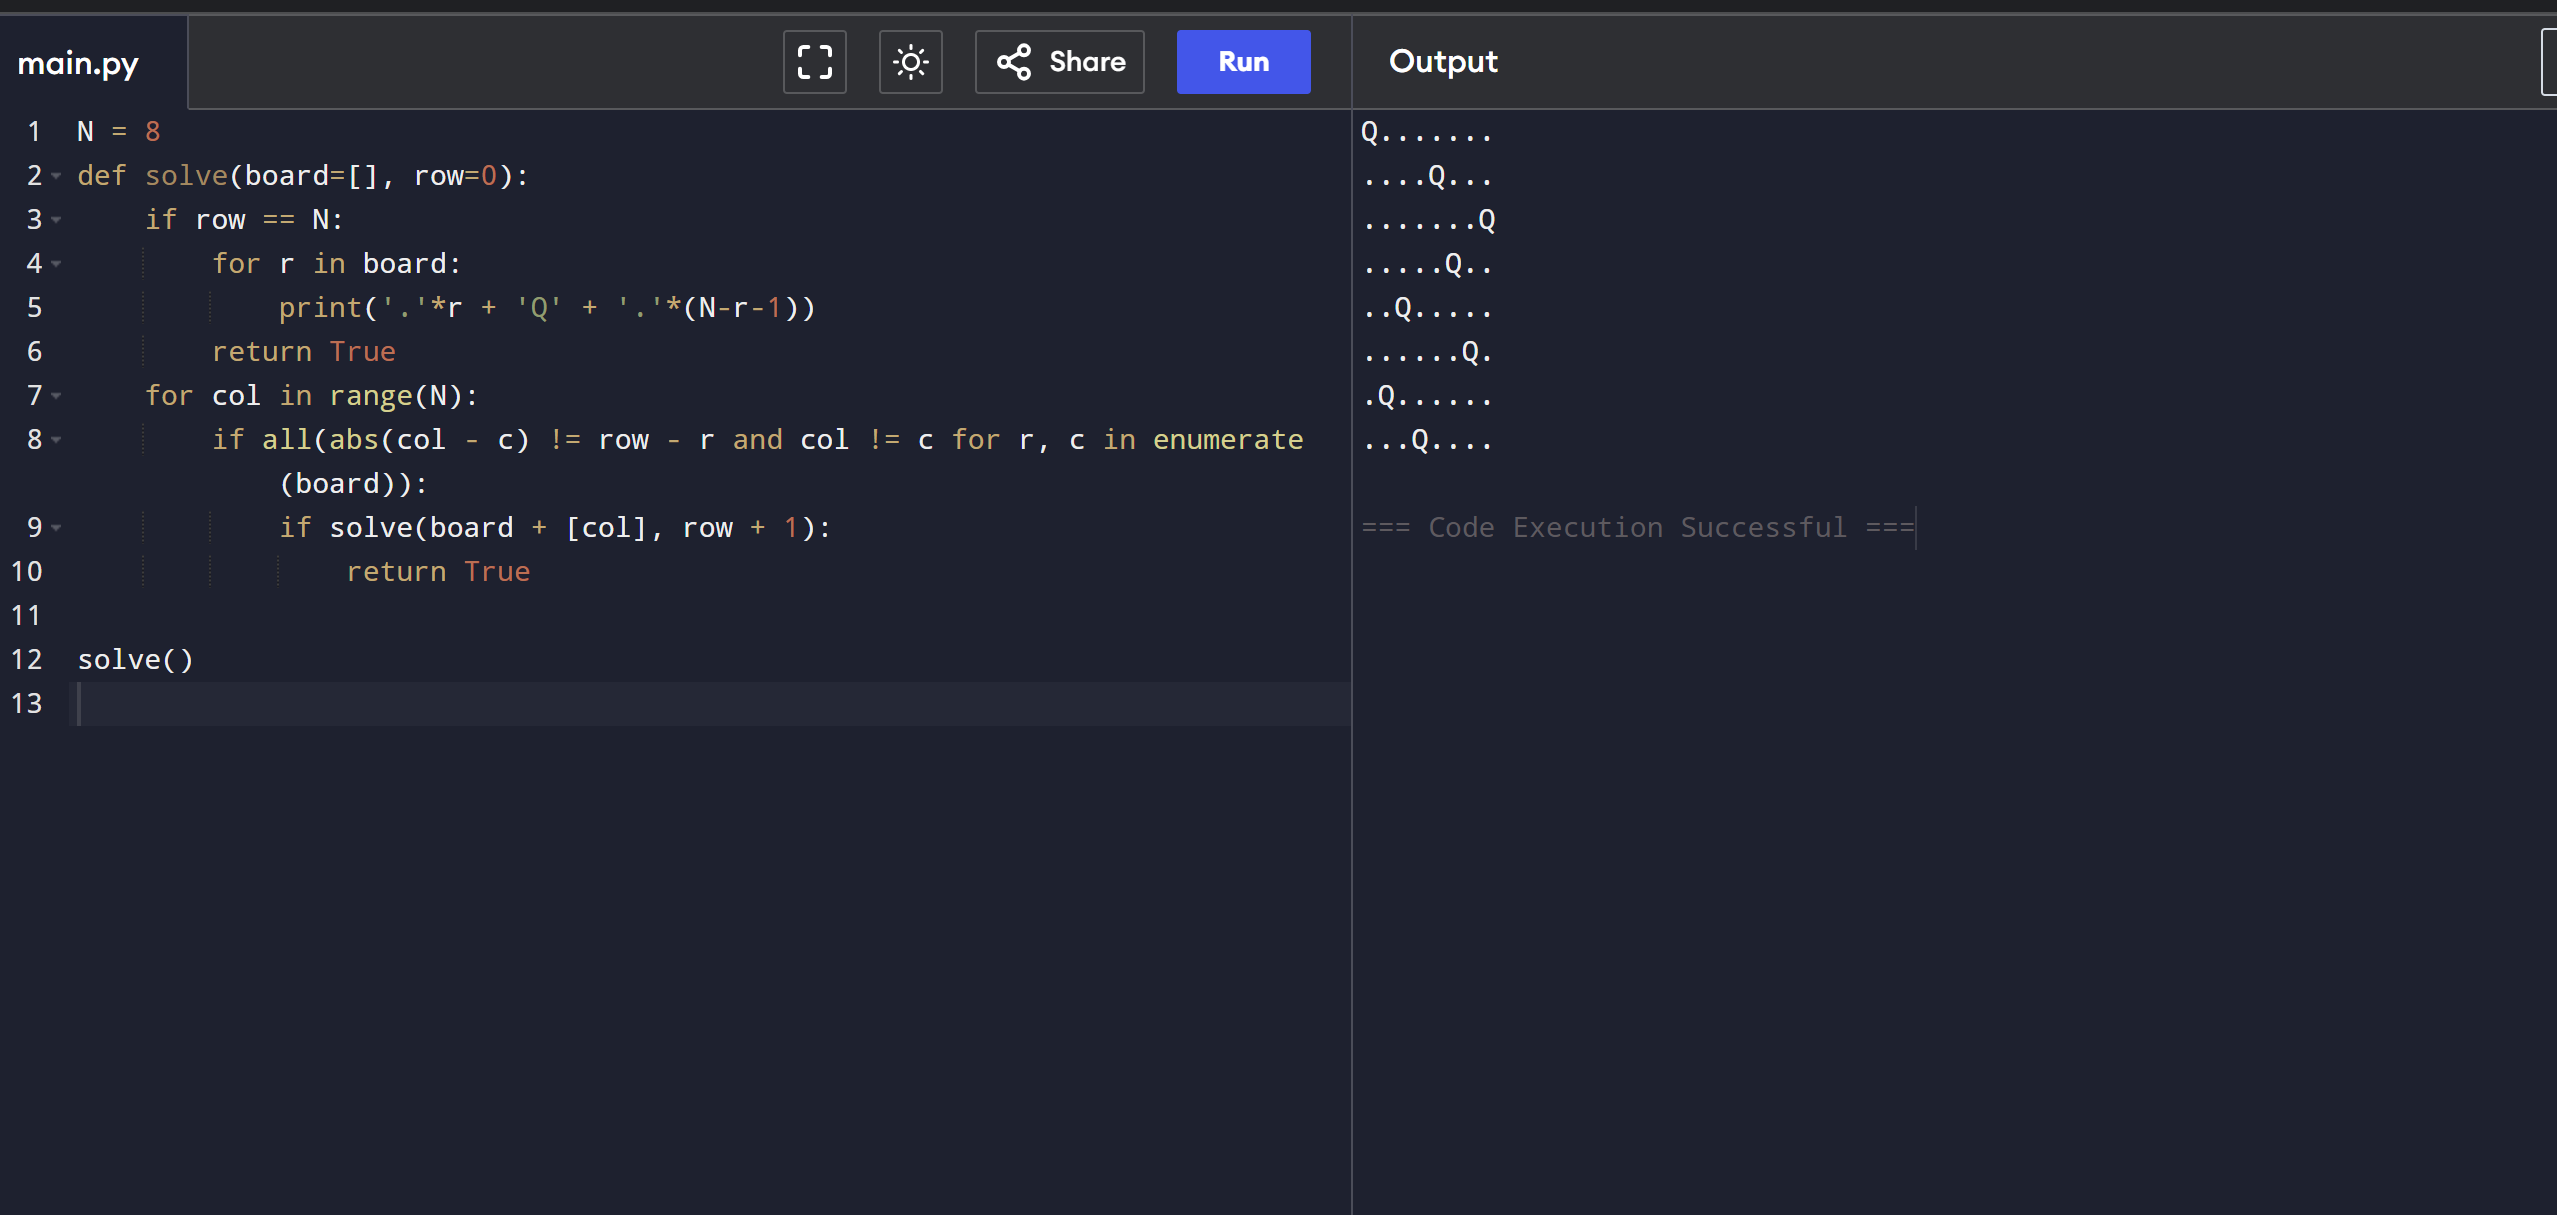 main.py
Share
Run
Output
1 N = 8
2 def solve(board=[], row=0):
3     if row == N:
4         for r in board:
5             print('.'*r + 'Q' + '.'*(N-r-1))
6         return True
7     for col in range(N):
8         if all(abs(col - c) != row - r and col != c for r, c in enumerate
            (board)):
9             if solve(board + [col], row + 1):
10                 return True
11
12 solve()
13
Q.......
....Q...
.......Q
.....Q..
..Q.....
......Q.
.Q......
...Q....
=== Code Execution Successful ===